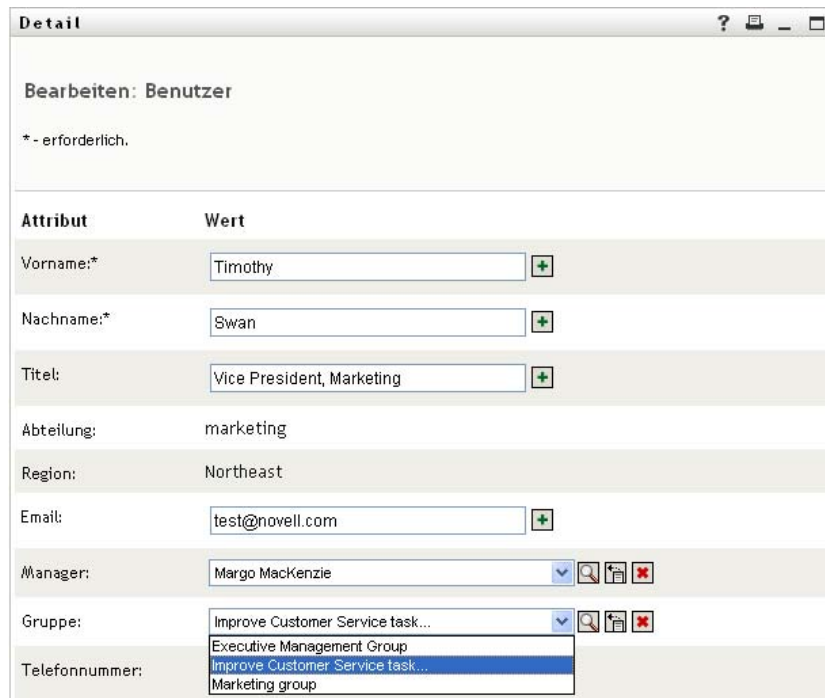 Detail ?
Bearbeiten: Benutzer
* - erforderlich.
Attribut Wert
Vorname:* Timothy
Nachname:* Swan
Titel: Vice President, Marketing
Abteilung: marketing
Region: Northeast
Email: test@novell.com
Manager: Margo MacKenzie
Gruppe: Improve Customer Service task...
Executive Management Group
Improve Customer Service task...
Telefonnummer:
Marketing group